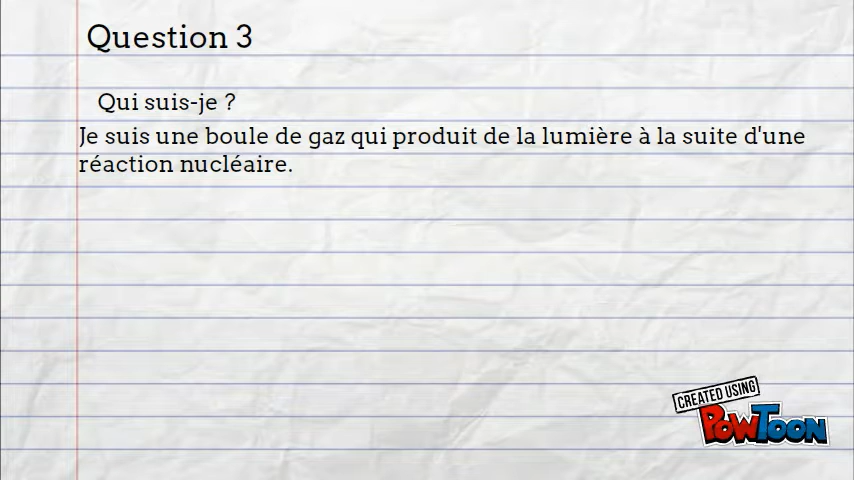 Question 3
Qui suis-je ?
Je suis une boule de gaz qui produit de la lumière à la suite d'une
réaction nucléaire.
CREATED USING
POWTOON